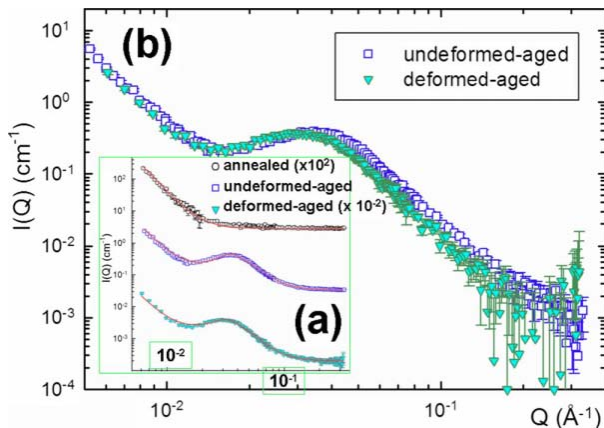 10¹
(b)
undeformed-aged
deformed-aged
10⁰
annealed (x10²)
undeformed-aged
deformed-aged (x 10⁻²)
I(Q) (cm⁻¹)
10⁻¹
10²
10¹
10⁰
10⁻¹
10⁻²
10⁻³
I(Q) (cm⁻¹)
(a)
10⁻²
10⁻¹
10⁻²
10⁻³
10⁻⁴
10⁻²
10⁻¹
Q (Å⁻¹)
10⁰